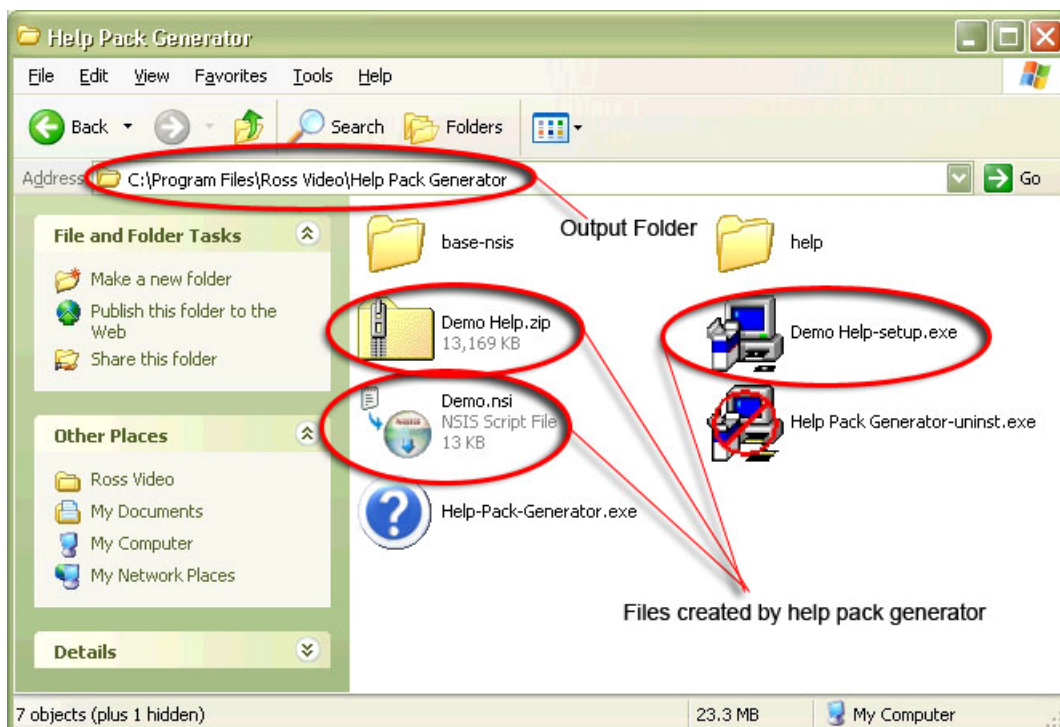 Help Pack Generator
File Edit View Favorites Tools Help
Back Search Folders
Address C:\Program Files\Ross Video\Help Pack Generator Go
File and Folder Tasks
Make a new folder
Publish this folder to the
Web
Share this folder
Other Places
Ross Video
My Documents
My Computer
My Network Places
Details
Output Folder
base-nsis
help
Demo Help.zip
13,169 KB
Demo Help-setup.exe
Demo.nsi
NSIS Script File
13 KB
Help Pack Generator-uninst.exe
Help-Pack-Generator.exe
Files created by help pack generator
7 objects (plus 1 hidden) 23.3 MB My Computer